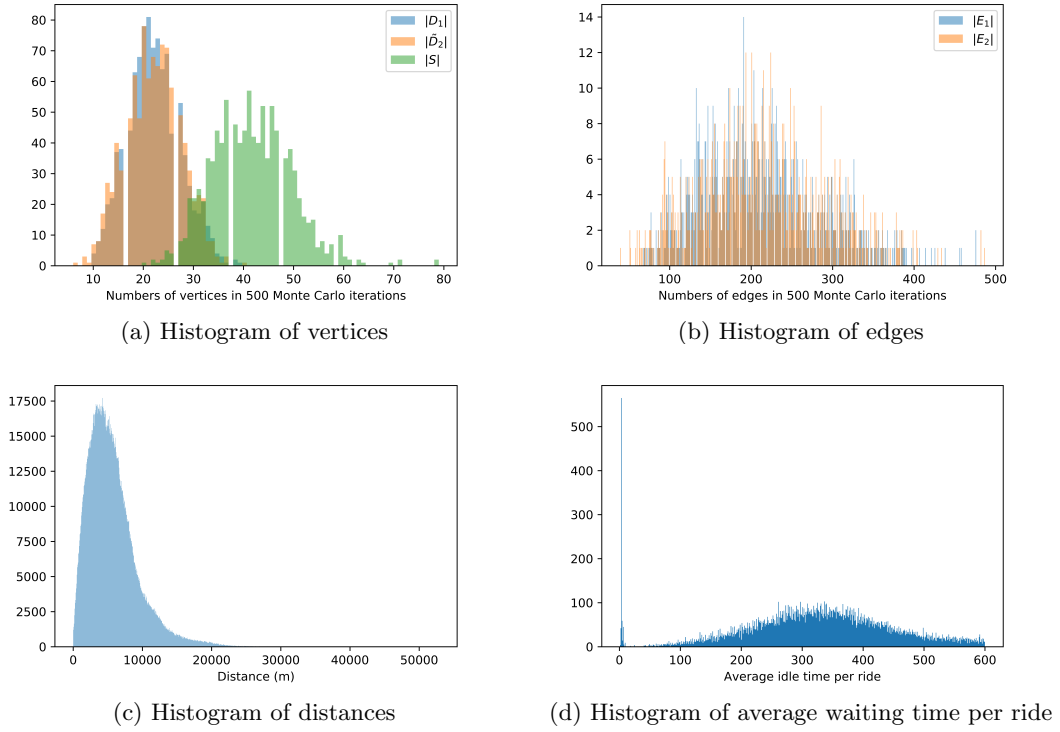 80
70
60
50
40
30
20
10
0
10 20 30 40 50 60 70 80
Numbers of vertices in 500 Monte Carlo iterations
|D₁|
|D̃₂|
|S|
(a) Histogram of vertices
14
12
10
8
6
4
2
0
100 200 300 400 500
Numbers of edges in 500 Monte Carlo iterations
|E₁|
|E₂|
(b) Histogram of edges
17500
15000
12500
10000
7500
5000
2500
0
0 10000 20000 30000 40000 50000
Distance (m)
(c) Histogram of distances
500
400
300
200
100
0
0 100 200 300 400 500 600
Average idle time per ride
(d) Histogram of average waiting time per ride